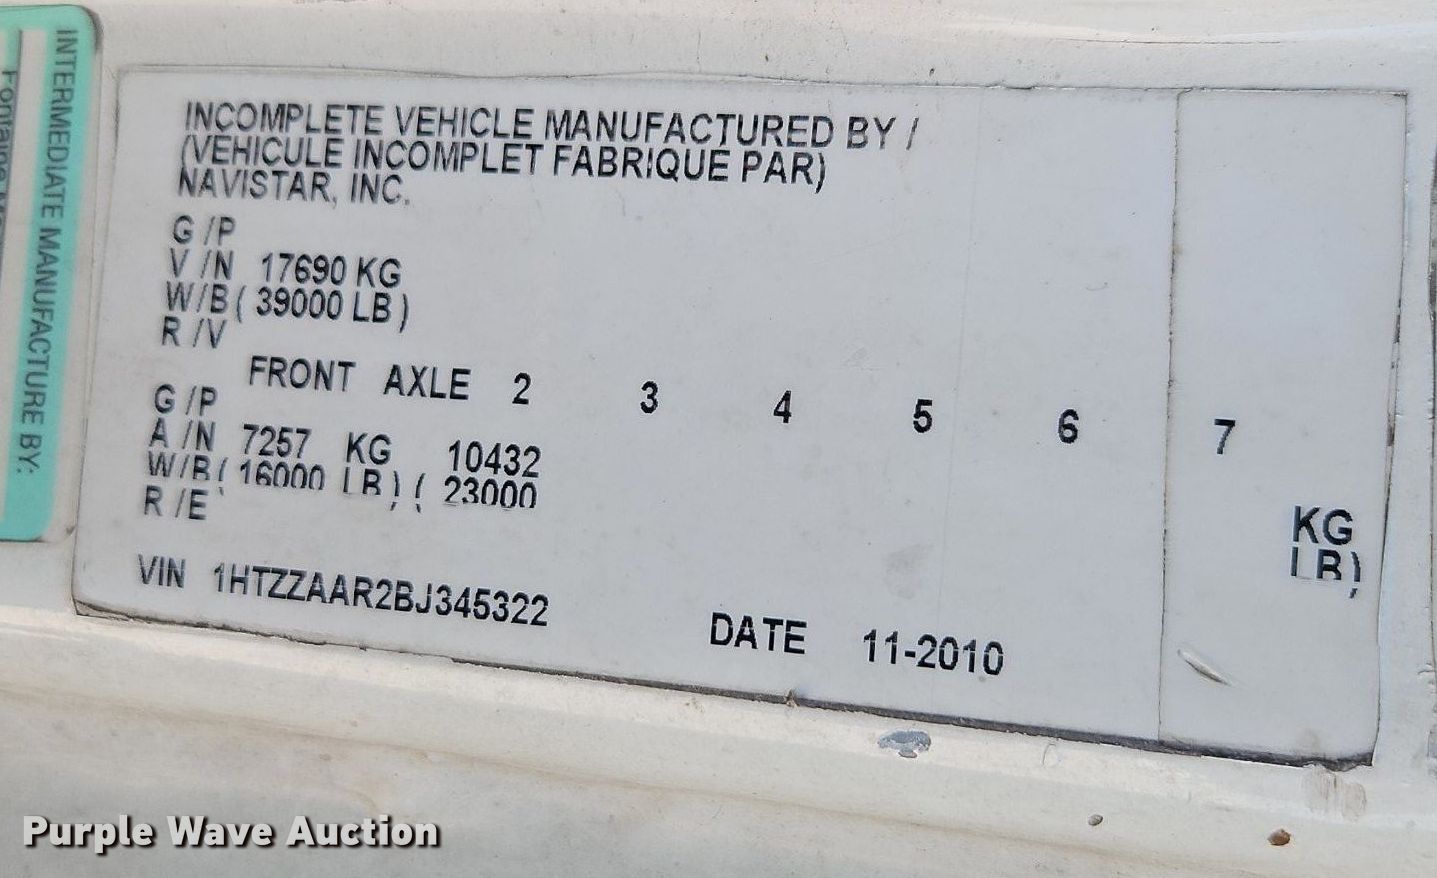 INTERMEDIATE MANUFACTURE BY:
Fontaine
INCOMPLETE VEHICLE MANUFACTURED BY /
(VEHICULE INCOMPLET FABRIQUE PAR)
NAVISTAR, INC.
G /P
V /N 17690 KG
W/B( 39000 LB )
R /V
FRONT AXLE 2 3 4 5 6 7
G /P
A /N 7257 KG 10432 KG
W/B( 16000 LB ) ( 23000 LB)
R /E
VIN 1HTZZAAR2BJ345322
DATE 11-2010
Purple Wave Auction